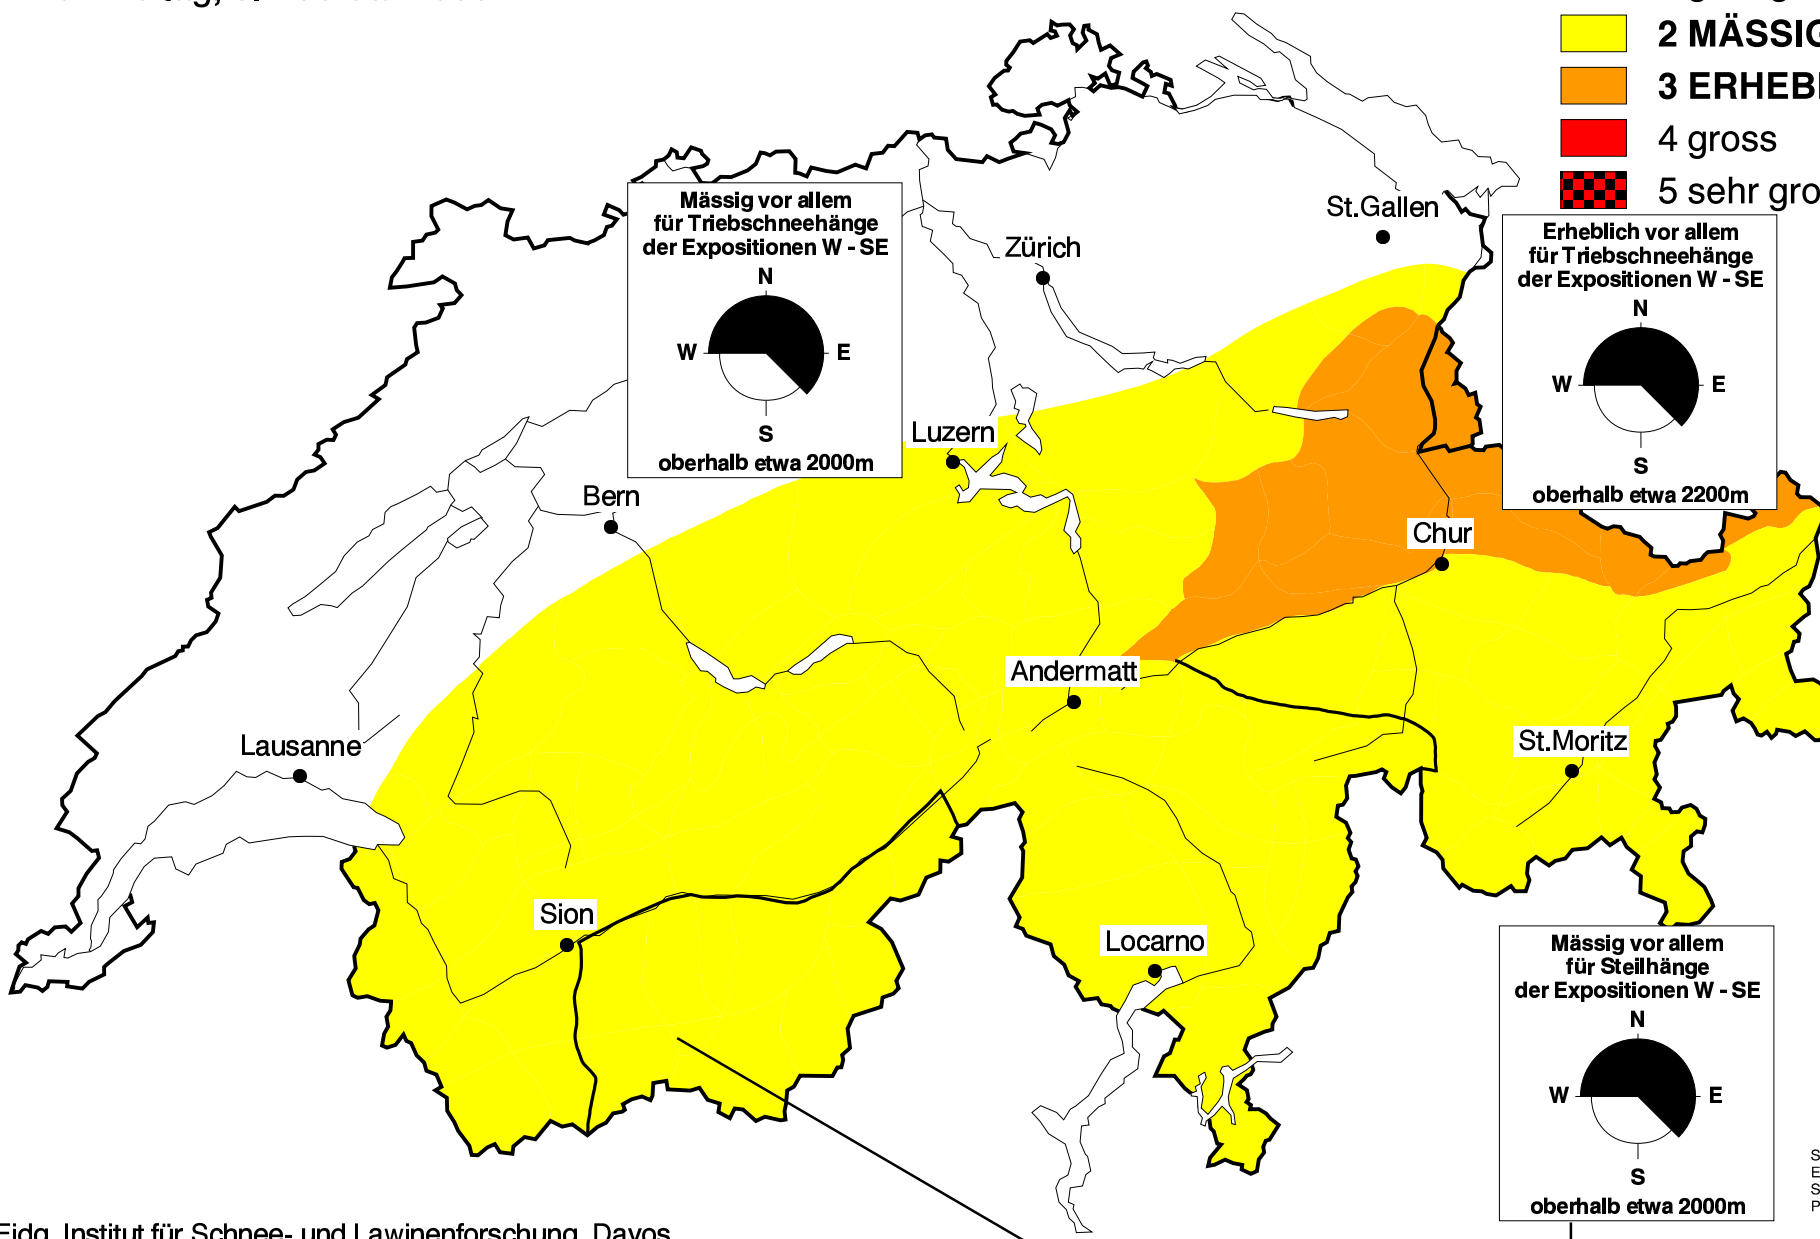 2 MÄSSIG
3 ERHEB
4 gross
5 sehr gro
Mässig vor allem
für Triebschneehänge
der Expositionen W - SE
N
W E
S
oberhalb etwa 2000m
Erheblich vor allem
für Triebschneehänge
der Expositionen W - SE
N
W E
S
oberhalb etwa 2200m
St.Gallen
Zürich
Luzern
Bern
Chur
Andermatt
Lausanne
St.Moritz
Sion
Locarno
Mässig vor allem
für Steilhänge
der Expositionen W - SE
N
W E
S
oberhalb etwa 2000m
S
E
S
P
Eidg. Institut für Schnee- und Lawinenforschung, Davos